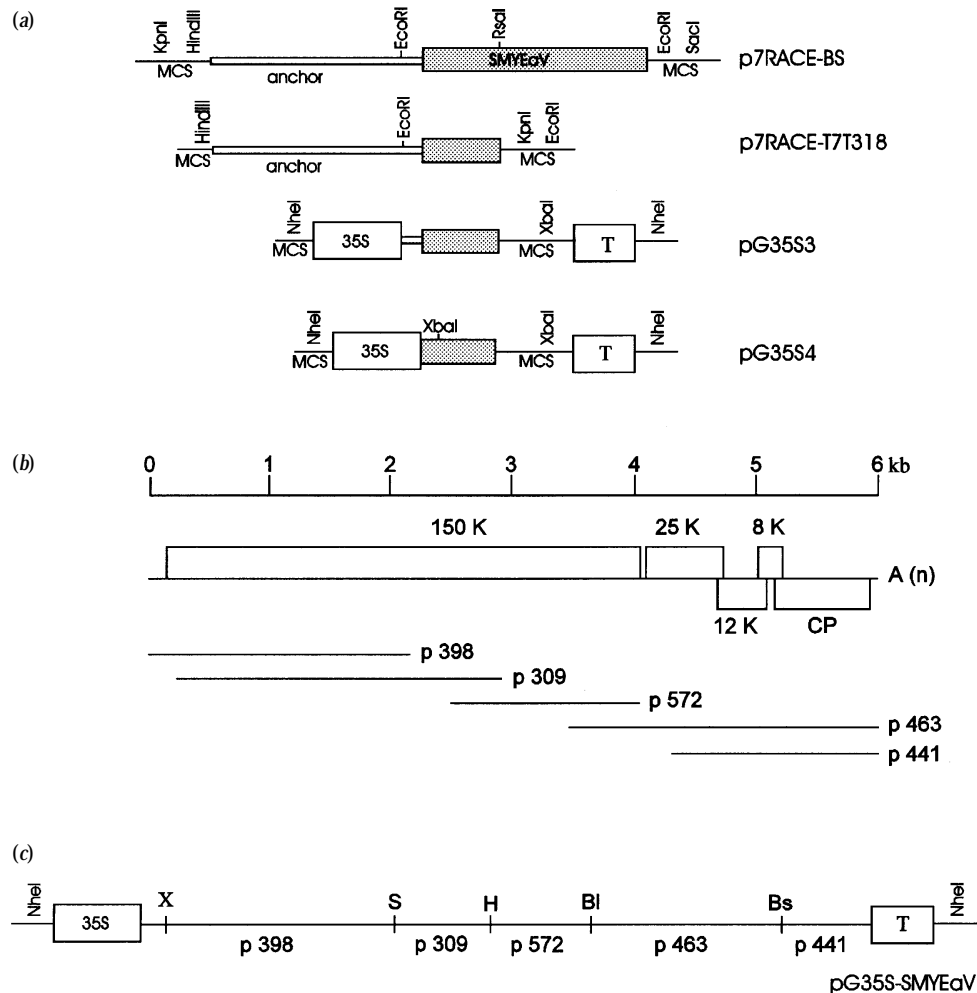 (a)
KpnI HindIII EcoRI RsaI EcoRI SacI
SMYEaV
MCS anchor MCS
p7RACE-BS
HindIII EcoRI KpnI EcoRI
MCS anchor MCS
p7RACE-T7T318
NheI XbaI NheI
MCS 35S MCS T
pG35S3
NheI XbaI XbaI NheI
MCS 35S MCS T
pG35S4
(b)
0 1 2 3 4 5 6 kb
150 K 25 K 8 K
A (n)
12 K CP
p 398
p 309
p 572
p 463
p 441
(c)
NheI 35S X S H Bl Bs T NheI
p 398 p 309 p 572 p 463 p 441
pG35S-SMYEaV